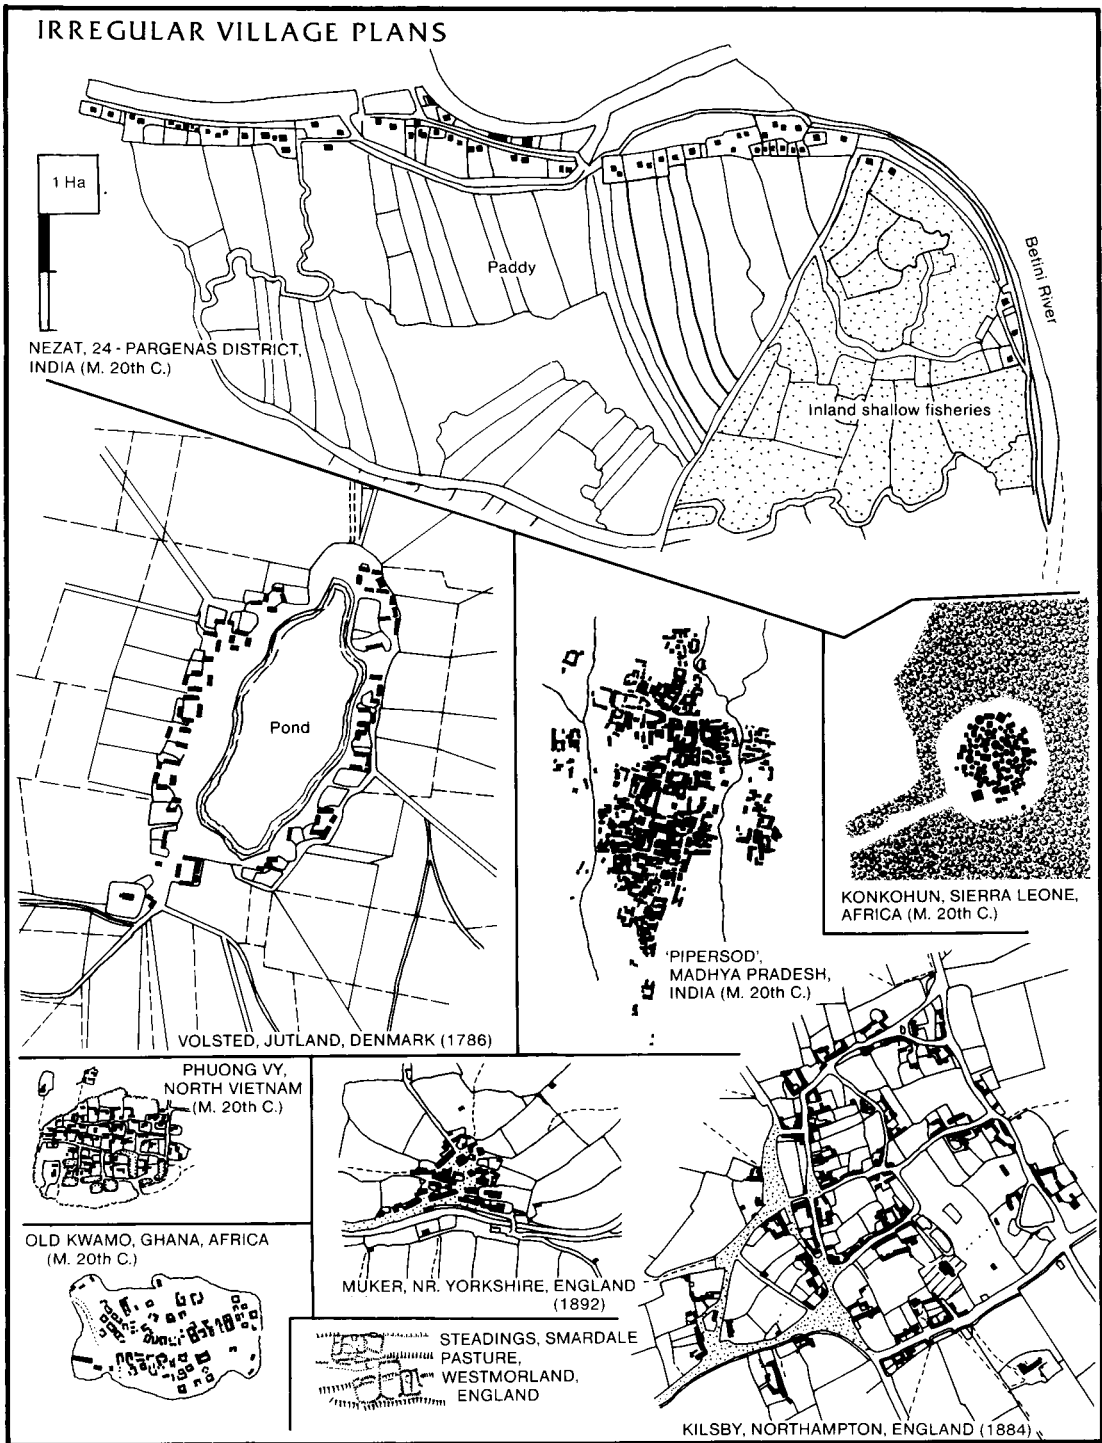 IRREGULAR VILLAGE PLANS
1 Ha
Paddy
Betini River
NEZAT, 24 - PARGENAS DISTRICT,
INDIA (M. 20th C.)
Inland shallow fisheries
Pond
KONKOHUN, SIERRA LEONE,
AFRICA (M. 20th C.)
'PIPERSOD',
MADHYA PRADESH,
INDIA (M. 20th C.)
VOLSTED, JUTLAND, DENMARK (1786)
PHUONG VY,
NORTH VIETNAM
(M. 20th C.)
OLD KWAMO, GHANA, AFRICA
(M. 20th C.)
MUKER, NR. YORKSHIRE, ENGLAND
(1892)
STEADINGS, SMARDALE
PASTURE,
WESTMORLAND,
ENGLAND
KILSBY, NORTHAMPTON, ENGLAND (1884)